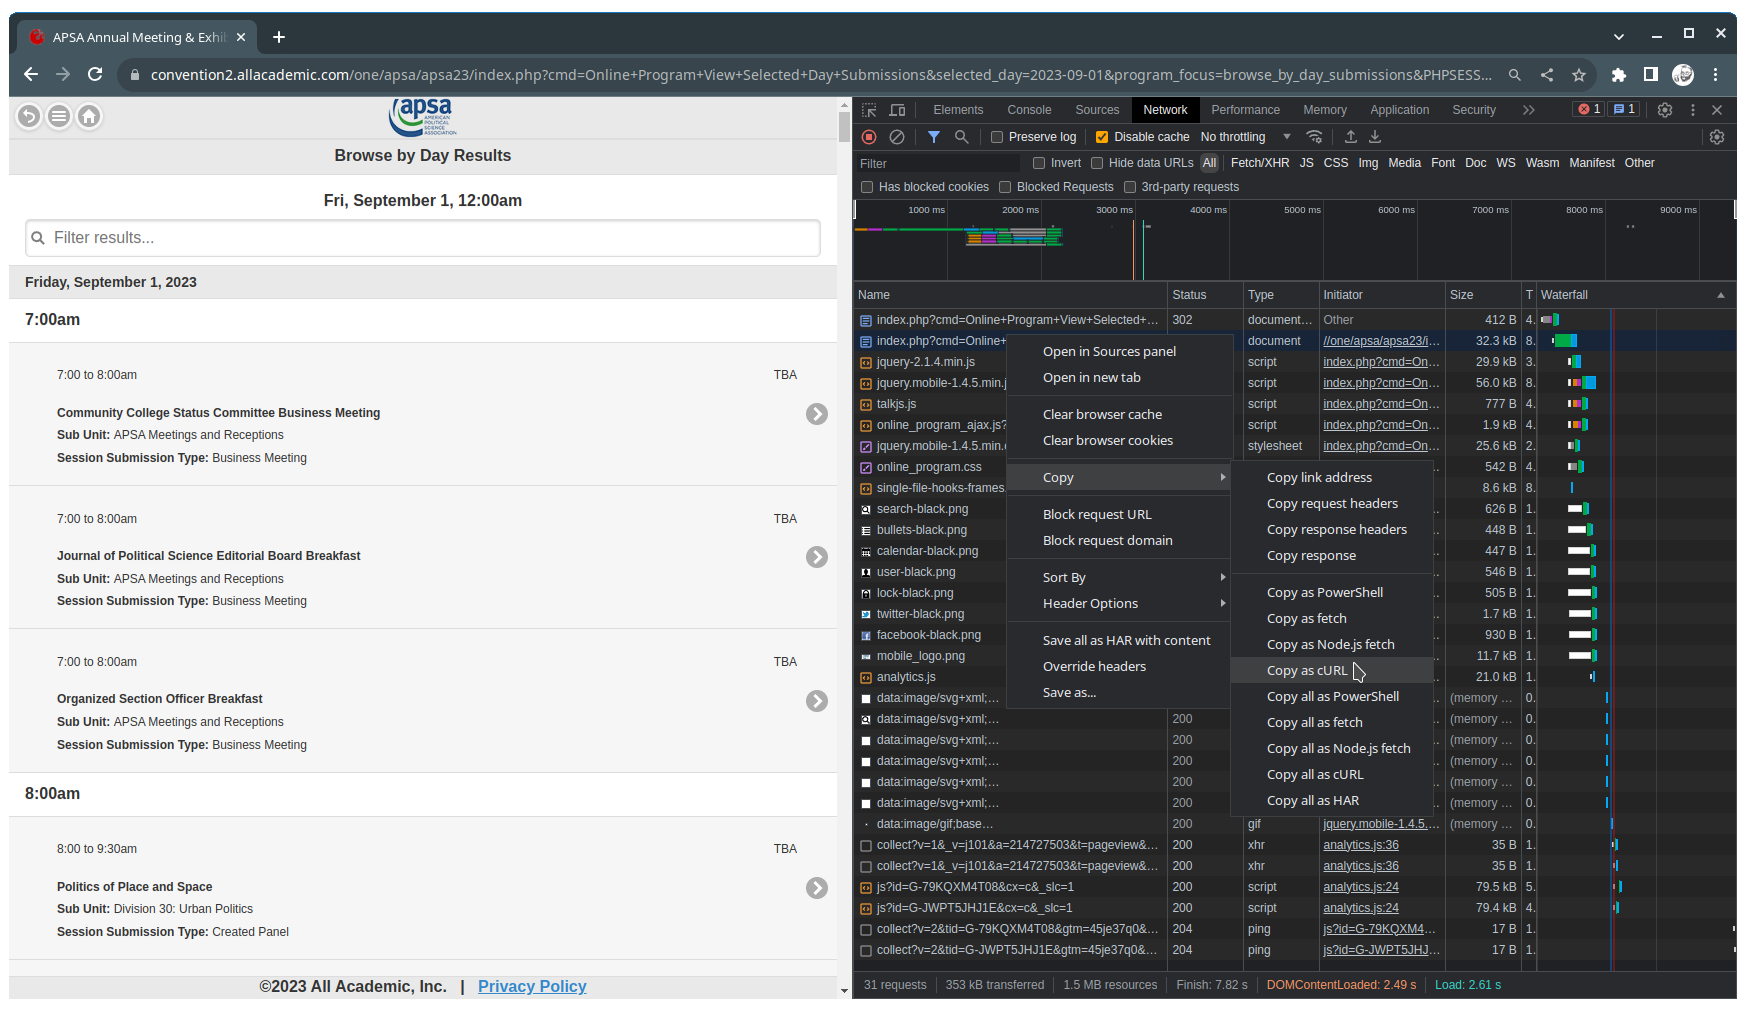 APSA Annual Meeting & Exhib
convention2.allacademic.com/one/apsa/apsa23/index.php?cmd=Online+Program+View+Selected+Day+Submissions&selected_day=2023-09-01&program_focus=browse_by_day_submissions&PHPSESS...
apsa
AMERICAN
POLITICAL
SCIENCE
ASSOCIATION
Browse by Day Results
Fri, September 1, 12:00am
Filter results...
Friday, September 1, 2023
7:00am
7:00 to 8:00am TBA
Community College Status Committee Business Meeting
Sub Unit: APSA Meetings and Receptions
Session Submission Type: Business Meeting
7:00 to 8:00am TBA
Journal of Political Science Editorial Board Breakfast
Sub Unit: APSA Meetings and Receptions
Session Submission Type: Business Meeting
7:00 to 8:00am TBA
Organized Section Officer Breakfast
Sub Unit: APSA Meetings and Receptions
Session Submission Type: Business Meeting
8:00am
8:00 to 9:30am TBA
Politics of Place and Space
Sub Unit: Division 30: Urban Politics
Session Submission Type: Created Panel
©2023 All Academic, Inc. | Privacy Policy
Elements Console Sources Network Performance Memory Application Security 1 1
Preserve log Disable cache No throttling
Filter Invert Hide data URLs All Fetch/XHR JS CSS Img Media Font Doc WS Wasm Manifest Other
Has blocked cookies Blocked Requests 3rd-party requests
1000 ms 2000 ms 3000 ms 4000 ms 5000 ms 6000 ms 7000 ms 8000 ms 9000 ms
Name Status Type Initiator Size T Waterfall
index.php?cmd=Online+Program+View+Selected+... 302 document... Other 412 B 4.
index.php?cmd=Online+ document //one/apsa/apsa23/i... 32.3 kB 8.
jquery-2.1.4.min.js script index.php?cmd=On... 29.9 kB 3.
jquery.mobile-1.4.5.min.j script index.php?cmd=On... 56.0 kB 8.
talkjs.js script index.php?cmd=On... 777 B 4.
online_program_ajax.js? script index.php?cmd=On... 1.9 kB 4.
jquery.mobile-1.4.5.min.c stylesheet index.php?cmd=On... 25.6 kB 2.
online_program.css 542 B 4.
single-file-hooks-frames. 8.6 kB 8.
search-black.png 626 B 1.
bullets-black.png 448 B 1.
calendar-black.png 447 B 1.
user-black.png 546 B 1.
lock-black.png 505 B 1.
twitter-black.png 1.7 kB 1.
facebook-black.png 930 B 1.
mobile_logo.png 11.7 kB 1.
analytics.js 21.0 kB 1.
data:image/svg+xml;... (memory ... 0.
data:image/svg+xml;... 200 (memory ... 0.
data:image/svg+xml;... 200 (memory ... 0.
data:image/svg+xml;... 200 (memory ... 0.
data:image/svg+xml;... 200 (memory ... 0.
data:image/svg+xml;... 200 (memory ... 0.
data:image/gif;base... 200 gif jquery.mobile-1.4.5.... (memory ... 0.
collect?v=1&_v=j101&a=214727503&t=pageview&... 200 xhr analytics.js:36 35 B 1.
collect?v=1&_v=j101&a=214727503&t=pageview&... 200 xhr analytics.js:36 35 B 1.
js?id=G-79KQXM4T08&cx=c&_slc=1 200 script analytics.js:24 79.5 kB 5.
js?id=G-JWPT5JHJ1E&cx=c&_slc=1 200 script analytics.js:24 79.4 kB 4.
collect?v=2&tid=G-79KQXM4T08&gtm=45je37q0&... 204 ping js?id=G-79KQXM4... 17 B 1.
collect?v=2&tid=G-JWPT5JHJ1E&gtm=45je37q0&... 204 ping js?id=G-JWPT5JHJ... 17 B 1.
Open in Sources panel
Open in new tab
Clear browser cache
Clear browser cookies
Copy
Block request URL
Block request domain
Sort By
Header Options
Save all as HAR with content
Override headers
Save as...
Copy link address
Copy request headers
Copy response headers
Copy response
Copy as PowerShell
Copy as fetch
Copy as Node.js fetch
Copy as cURL
Copy all as PowerShell
Copy all as fetch
Copy all as Node.js fetch
Copy all as cURL
Copy all as HAR
31 requests 353 kB transferred 1.5 MB resources Finish: 7.82 s DOMContentLoaded: 2.49 s Load: 2.61 s